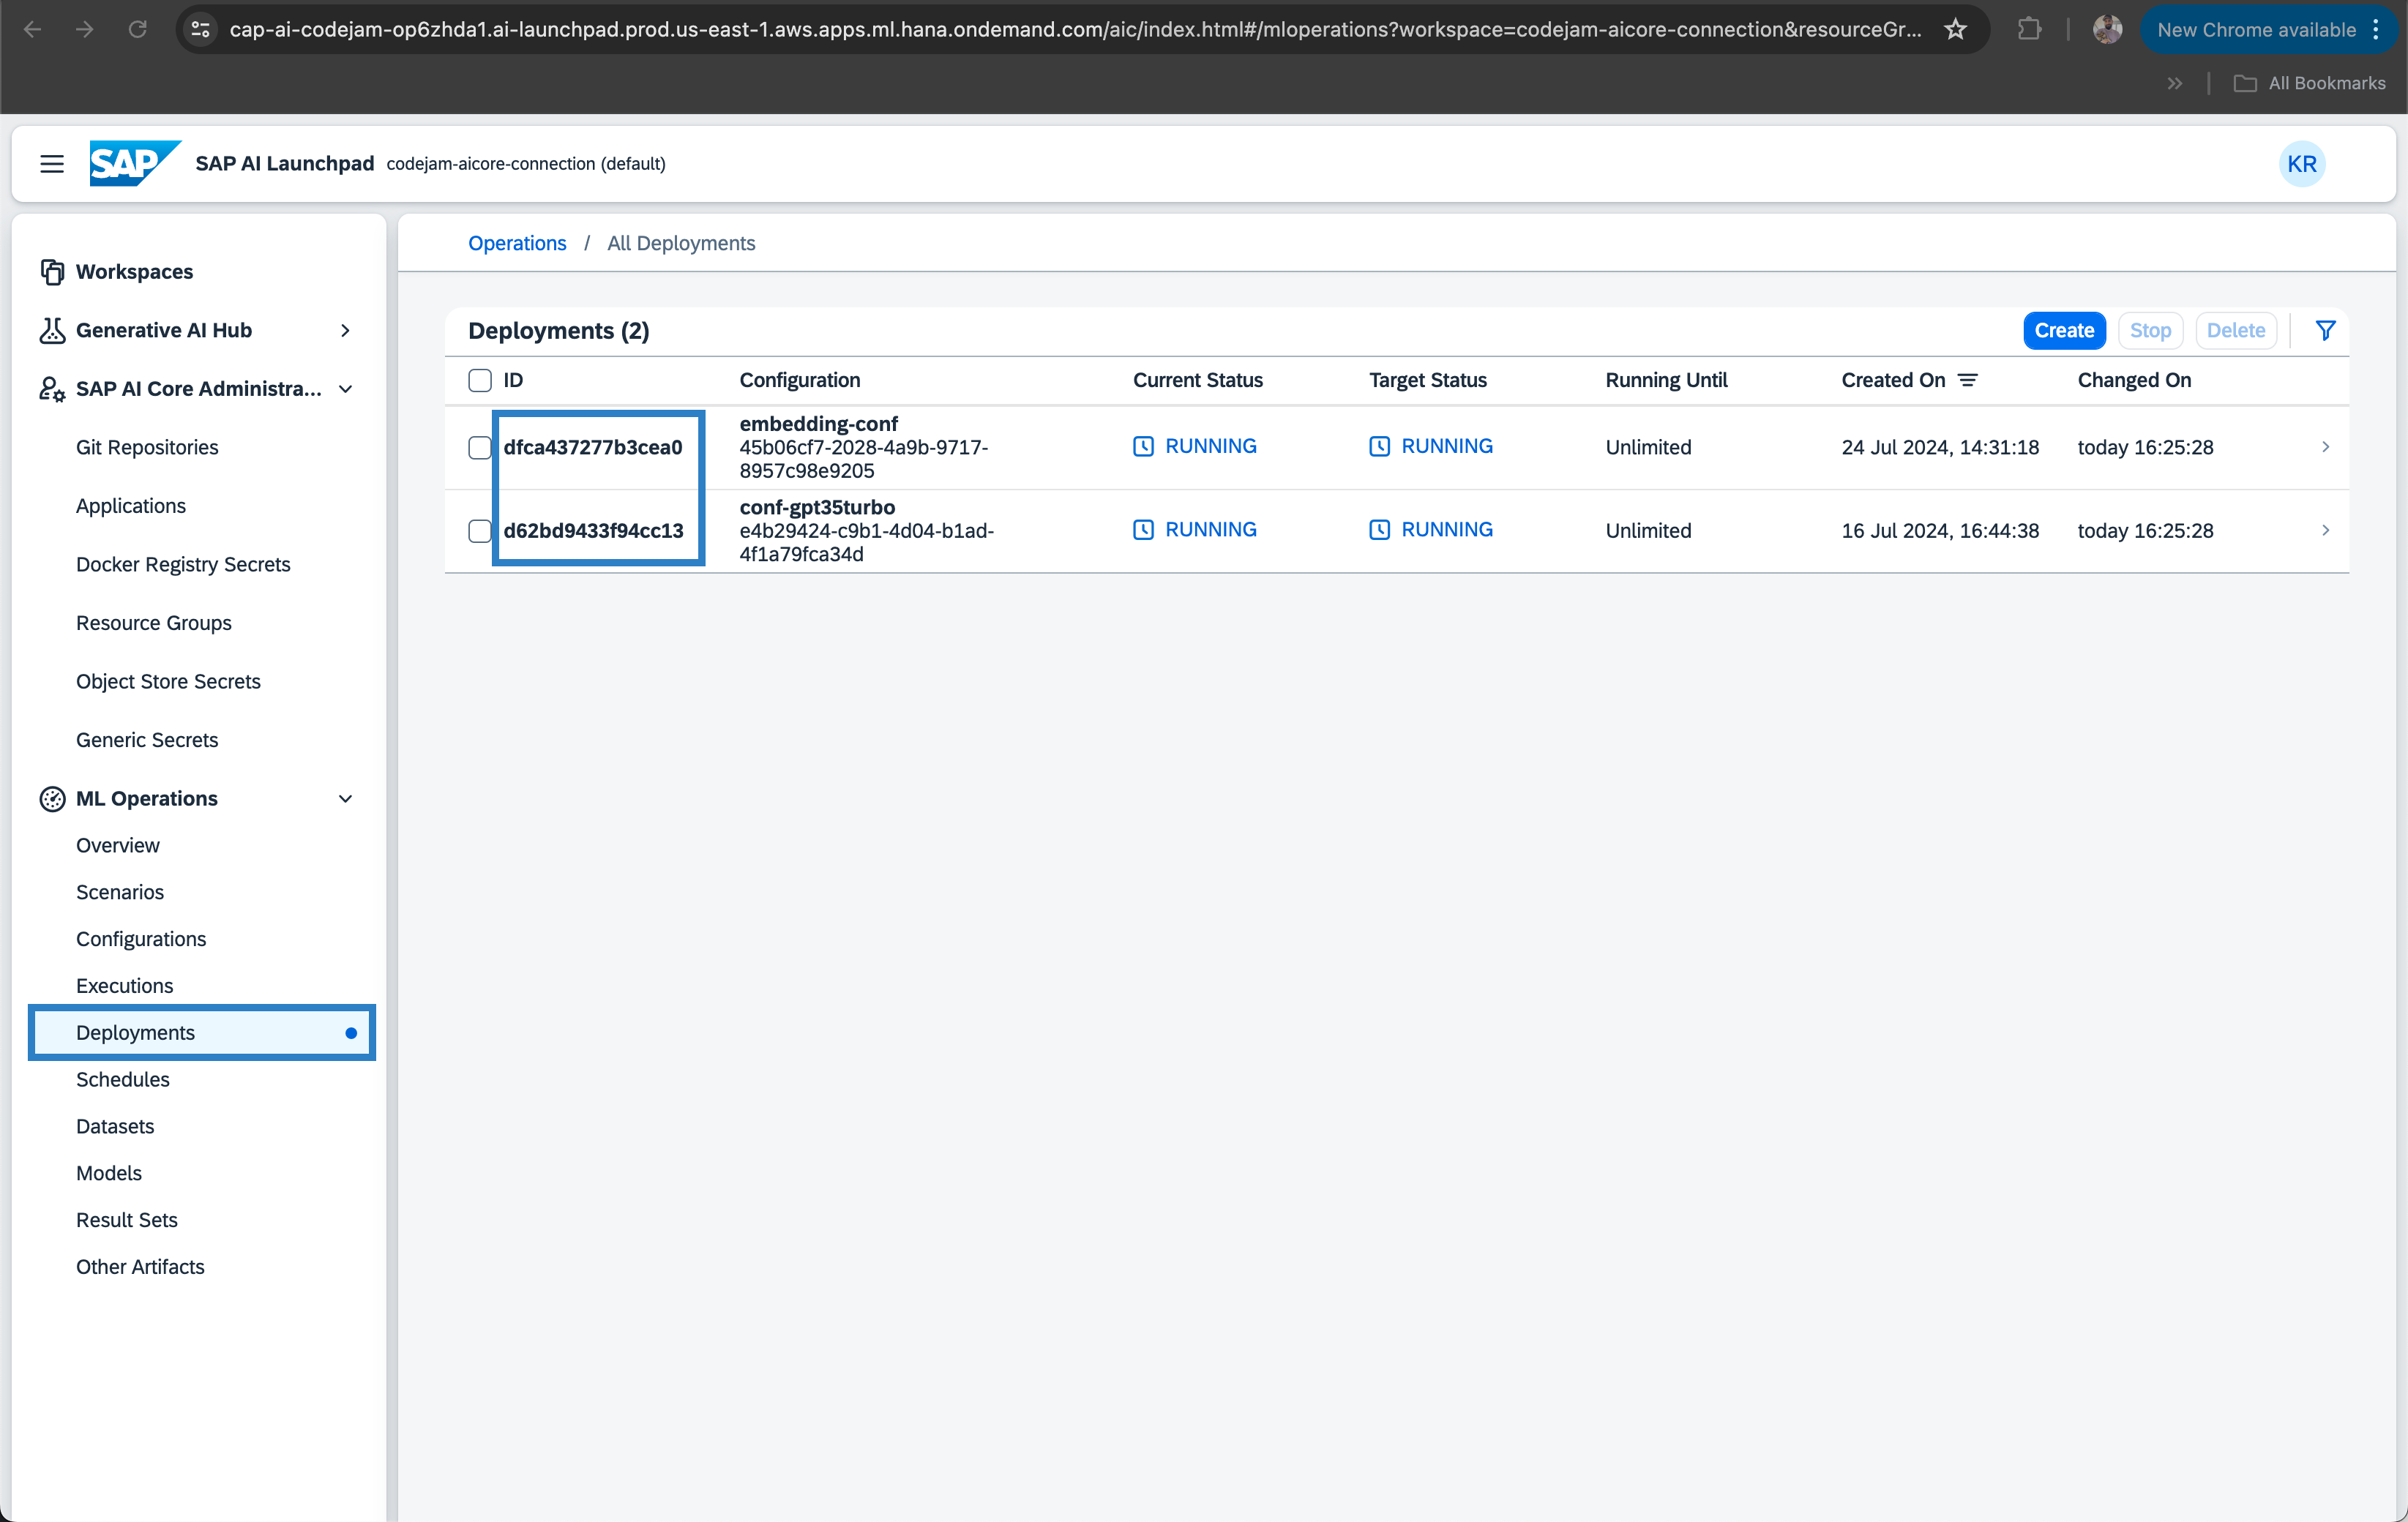 cap-ai-codejam-op6zhda1.ai-launchpad.prod.us-east-1.aws.apps.ml.hana.ondemand.com/aic/index.html#/mloperations?workspace=codejam-aicore-connection&resourceGr...
New Chrome available
All Bookmarks
SAP SAP AI Launchpad codejam-aicore-connection (default)
KR
Workspaces
Generative AI Hub
SAP AI Core Administra...
Git Repositories
Applications
Docker Registry Secrets
Resource Groups
Object Store Secrets
Generic Secrets
ML Operations
Overview
Scenarios
Configurations
Executions
Deployments
Schedules
Datasets
Models
Result Sets
Other Artifacts
Operations / All Deployments
Deployments (2)
Create Stop Delete
ID Configuration Current Status Target Status Running Until Created On Changed On
embedding-conf
dfca437277b3cea0 45b06cf7-2028-4a9b-9717- RUNNING RUNNING Unlimited 24 Jul 2024, 14:31:18 today 16:25:28
8957c98e9205
conf-gpt35turbo
d62bd9433f94cc13 e4b29424-c9b1-4d04-b1ad- RUNNING RUNNING Unlimited 16 Jul 2024, 16:44:38 today 16:25:28
4f1a79fca34d